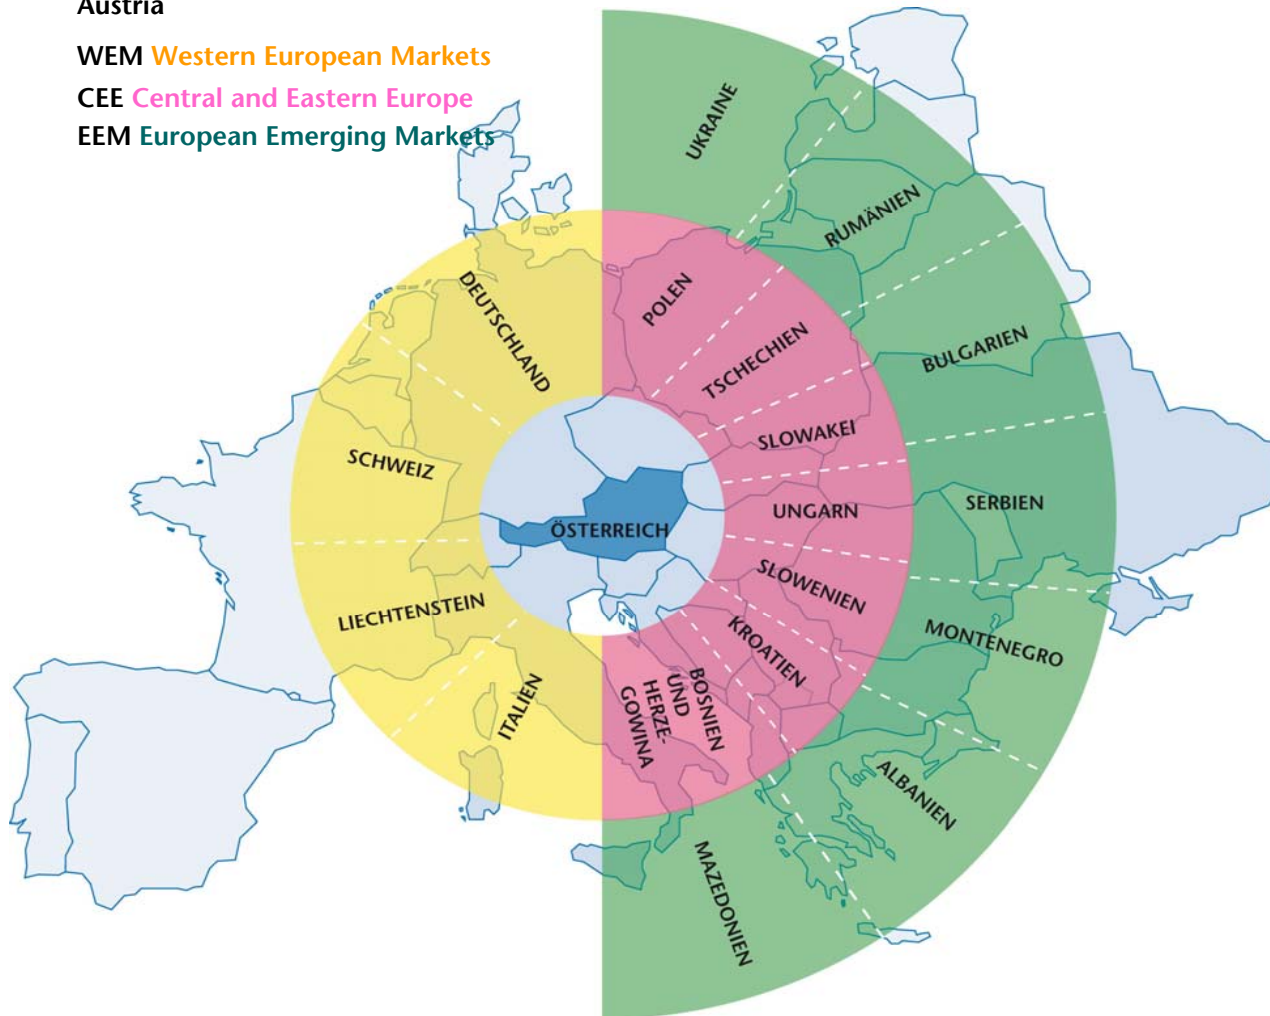 Austria
WEM Western European Markets
CEE Central and Eastern Europe
EEM European Emerging Markets
UKRAINE
RUMÄNIEN
BULGARIEN
SERBIEN
MONTENEGRO
ALBANIEN
MAZEDONIEN
POLEN
TSCHECHIEN
SLOWAKEI
UNGARN
SLOWENIEN
KROATIEN
BOSNIEN
UND
HERZE-
GOWINA
DEUTSCHLAND
SCHWEIZ
LIECHTENSTEIN
ITALIEN
ÖSTERREICH